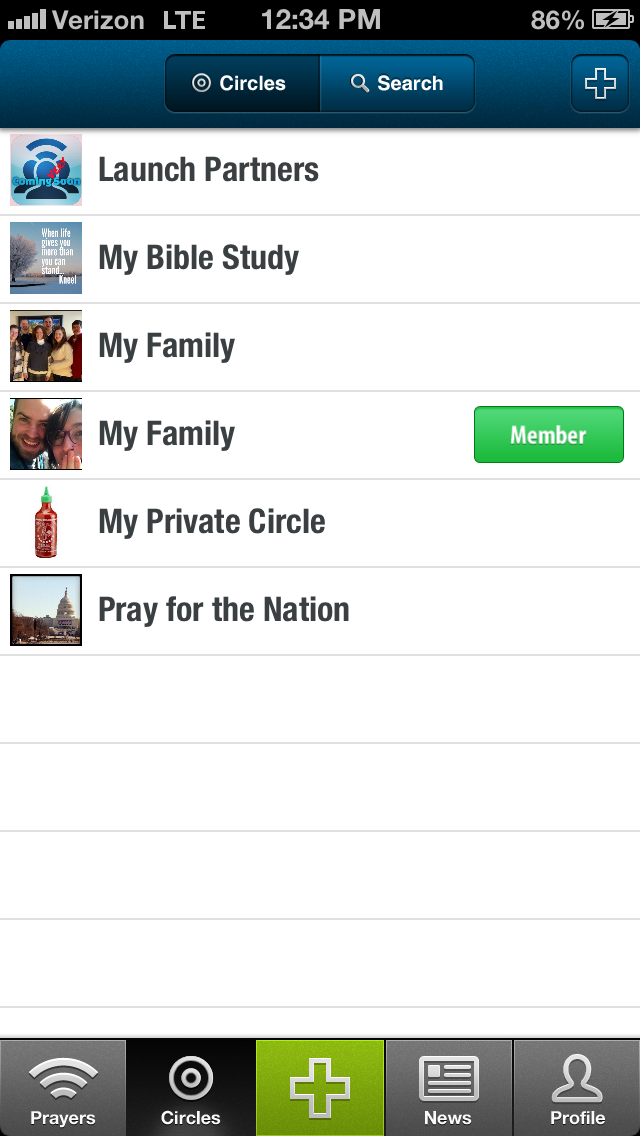 Verizon LTE 12:34 PM 86%
Circles Search
Launch Partners
Coming Soon
When life
gives you
more than
you can
stand...
Kneel
My Bible Study
My Family
My Family
Member
My Private Circle
Pray for the Nation
Prayers Circles News Profile